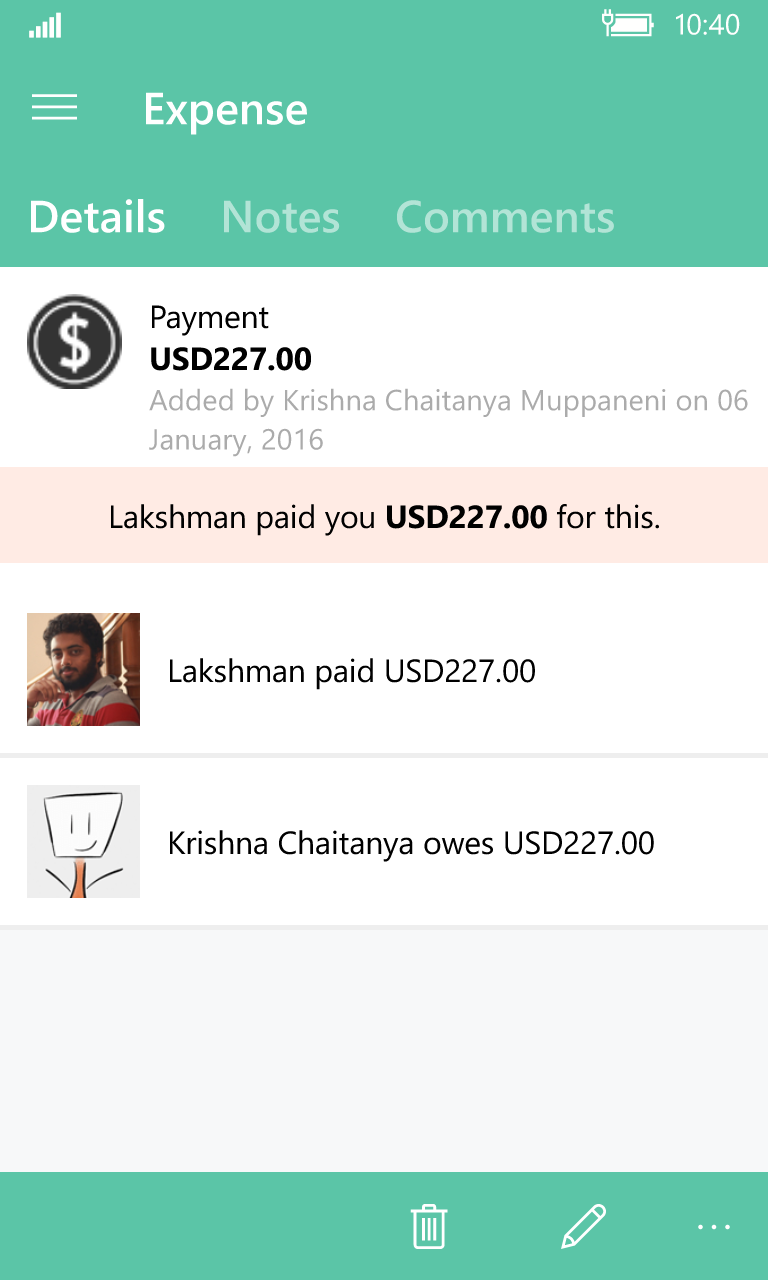 10:40
Expense
Details Notes Comments
Payment
USD227.00
Added by Krishna Chaitanya Muppaneni on 06
January, 2016
Lakshman paid you USD227.00 for this.
Lakshman paid USD227.00
Krishna Chaitanya owes USD227.00